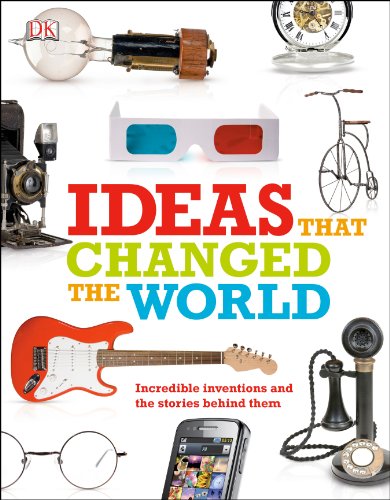 DK
IDEAS THAT
CHANGED
THE WORLD
Incredible inventions and
the stories behind them